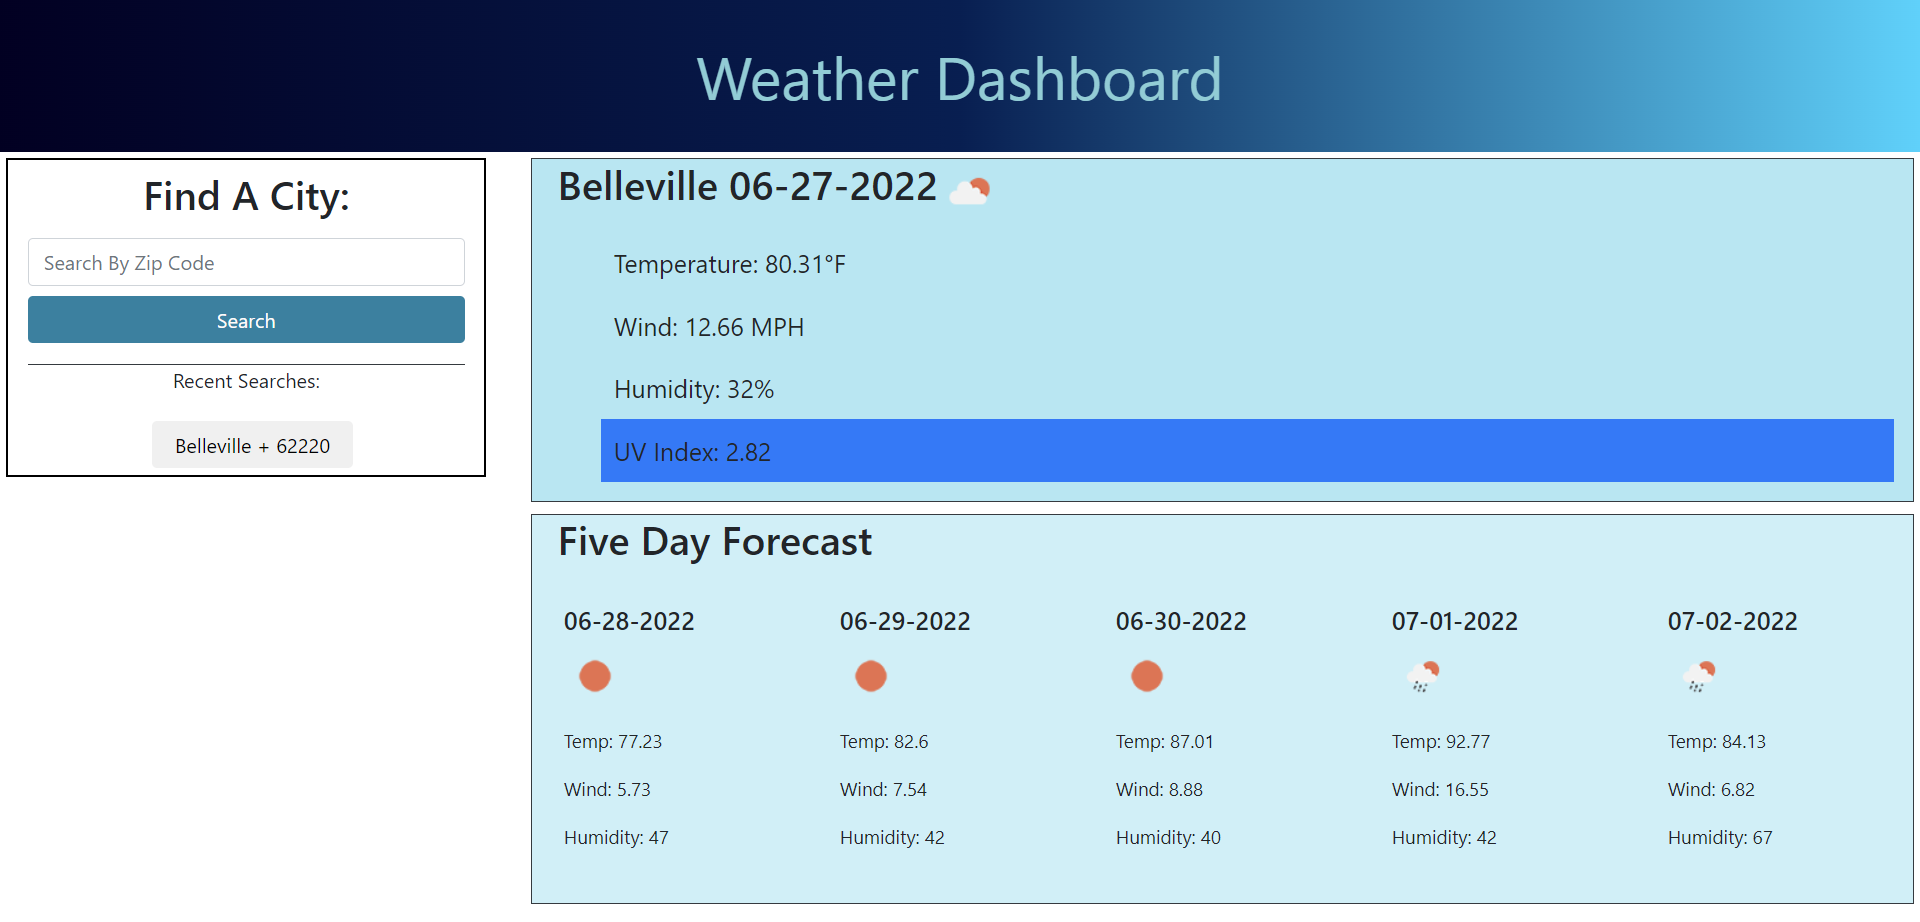 Weather Dashboard
Find A City:
Search By Zip Code
Search
Recent Searches:
Belleville + 62220
Belleville 06-27-2022
Temperature: 80.31°F
Wind: 12.66 MPH
Humidity: 32%
UV Index: 2.82
Five Day Forecast
06-28-2022
Temp: 77.23
Wind: 5.73
Humidity: 47
06-29-2022
Temp: 82.6
Wind: 7.54
Humidity: 42
06-30-2022
Temp: 87.01
Wind: 8.88
Humidity: 40
07-01-2022
Temp: 92.77
Wind: 16.55
Humidity: 42
07-02-2022
Temp: 84.13
Wind: 6.82
Humidity: 67